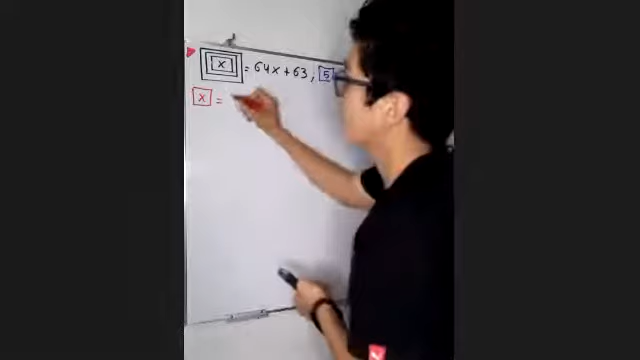 x = 64x + 63, 5
x =